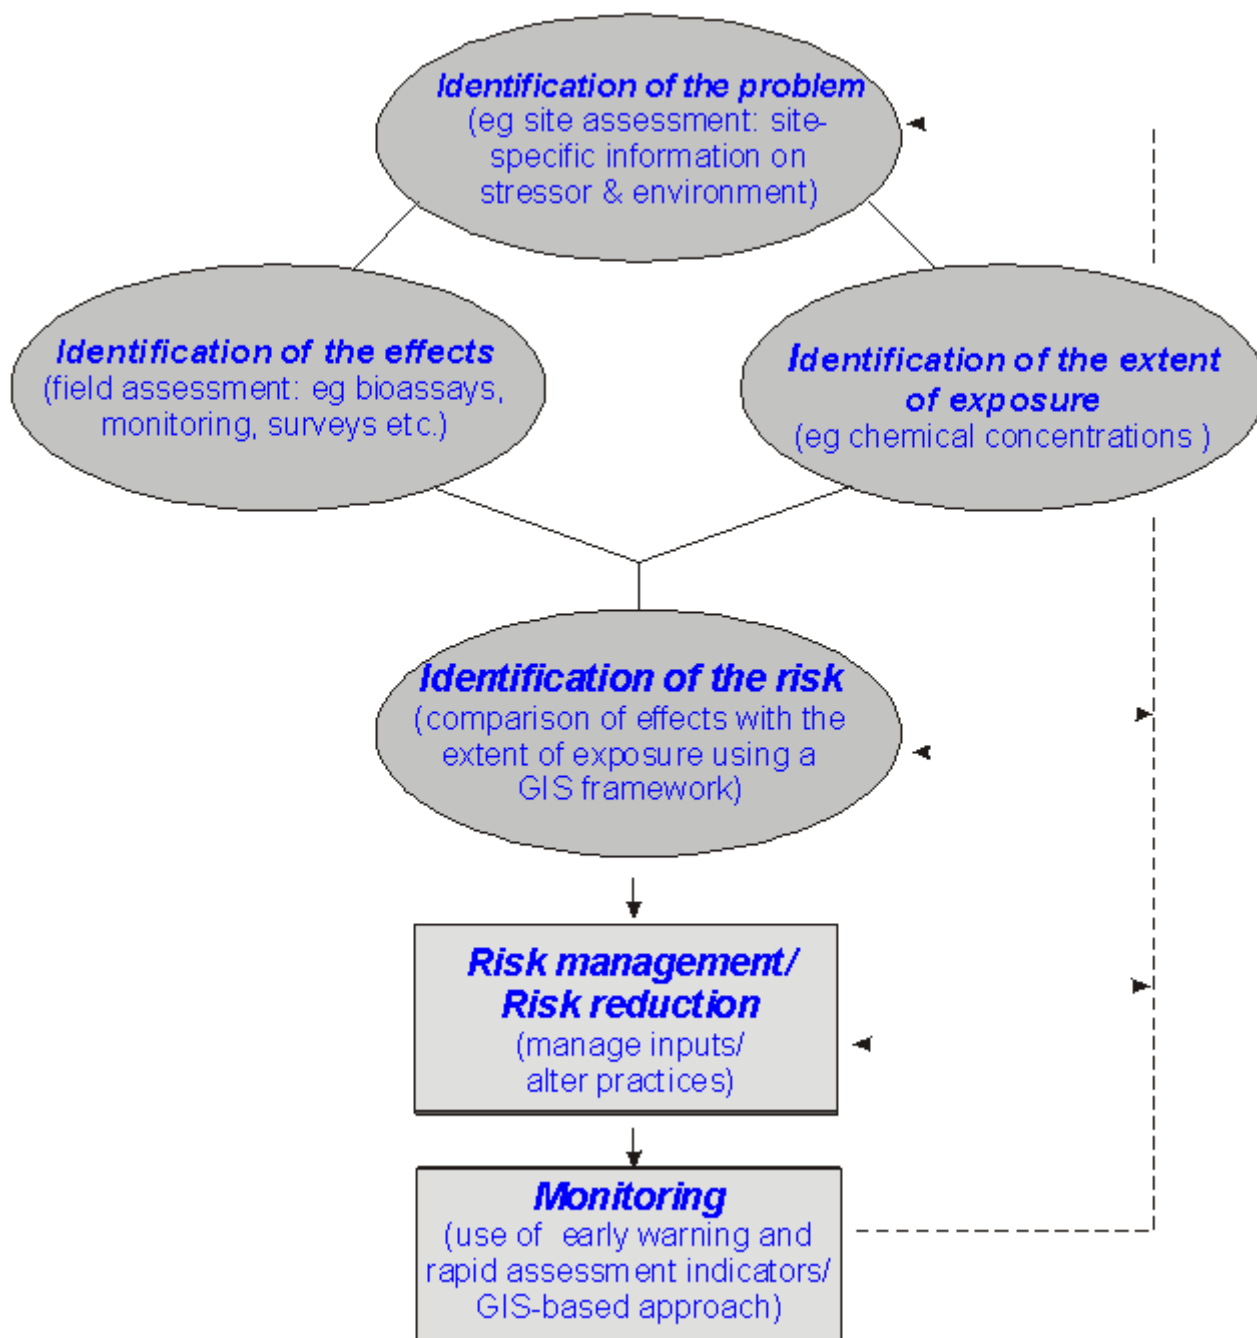 Identification of the problem
(eg site assessment: site-
specific information on
stressor & environment)
Identification of the effects
(field assessment: eg bioassays,
monitoring, surveys etc.)
Identification of the extent
of exposure
(eg chemical concentrations )
Identification of the risk
(comparison of effects with the
extent of exposure using a
GIS framework)
Risk management/
Risk reduction
(manage inputs/
alter practices)
Monitoring
(use of early warning and
rapid assessment indicators/
GIS-based approach)